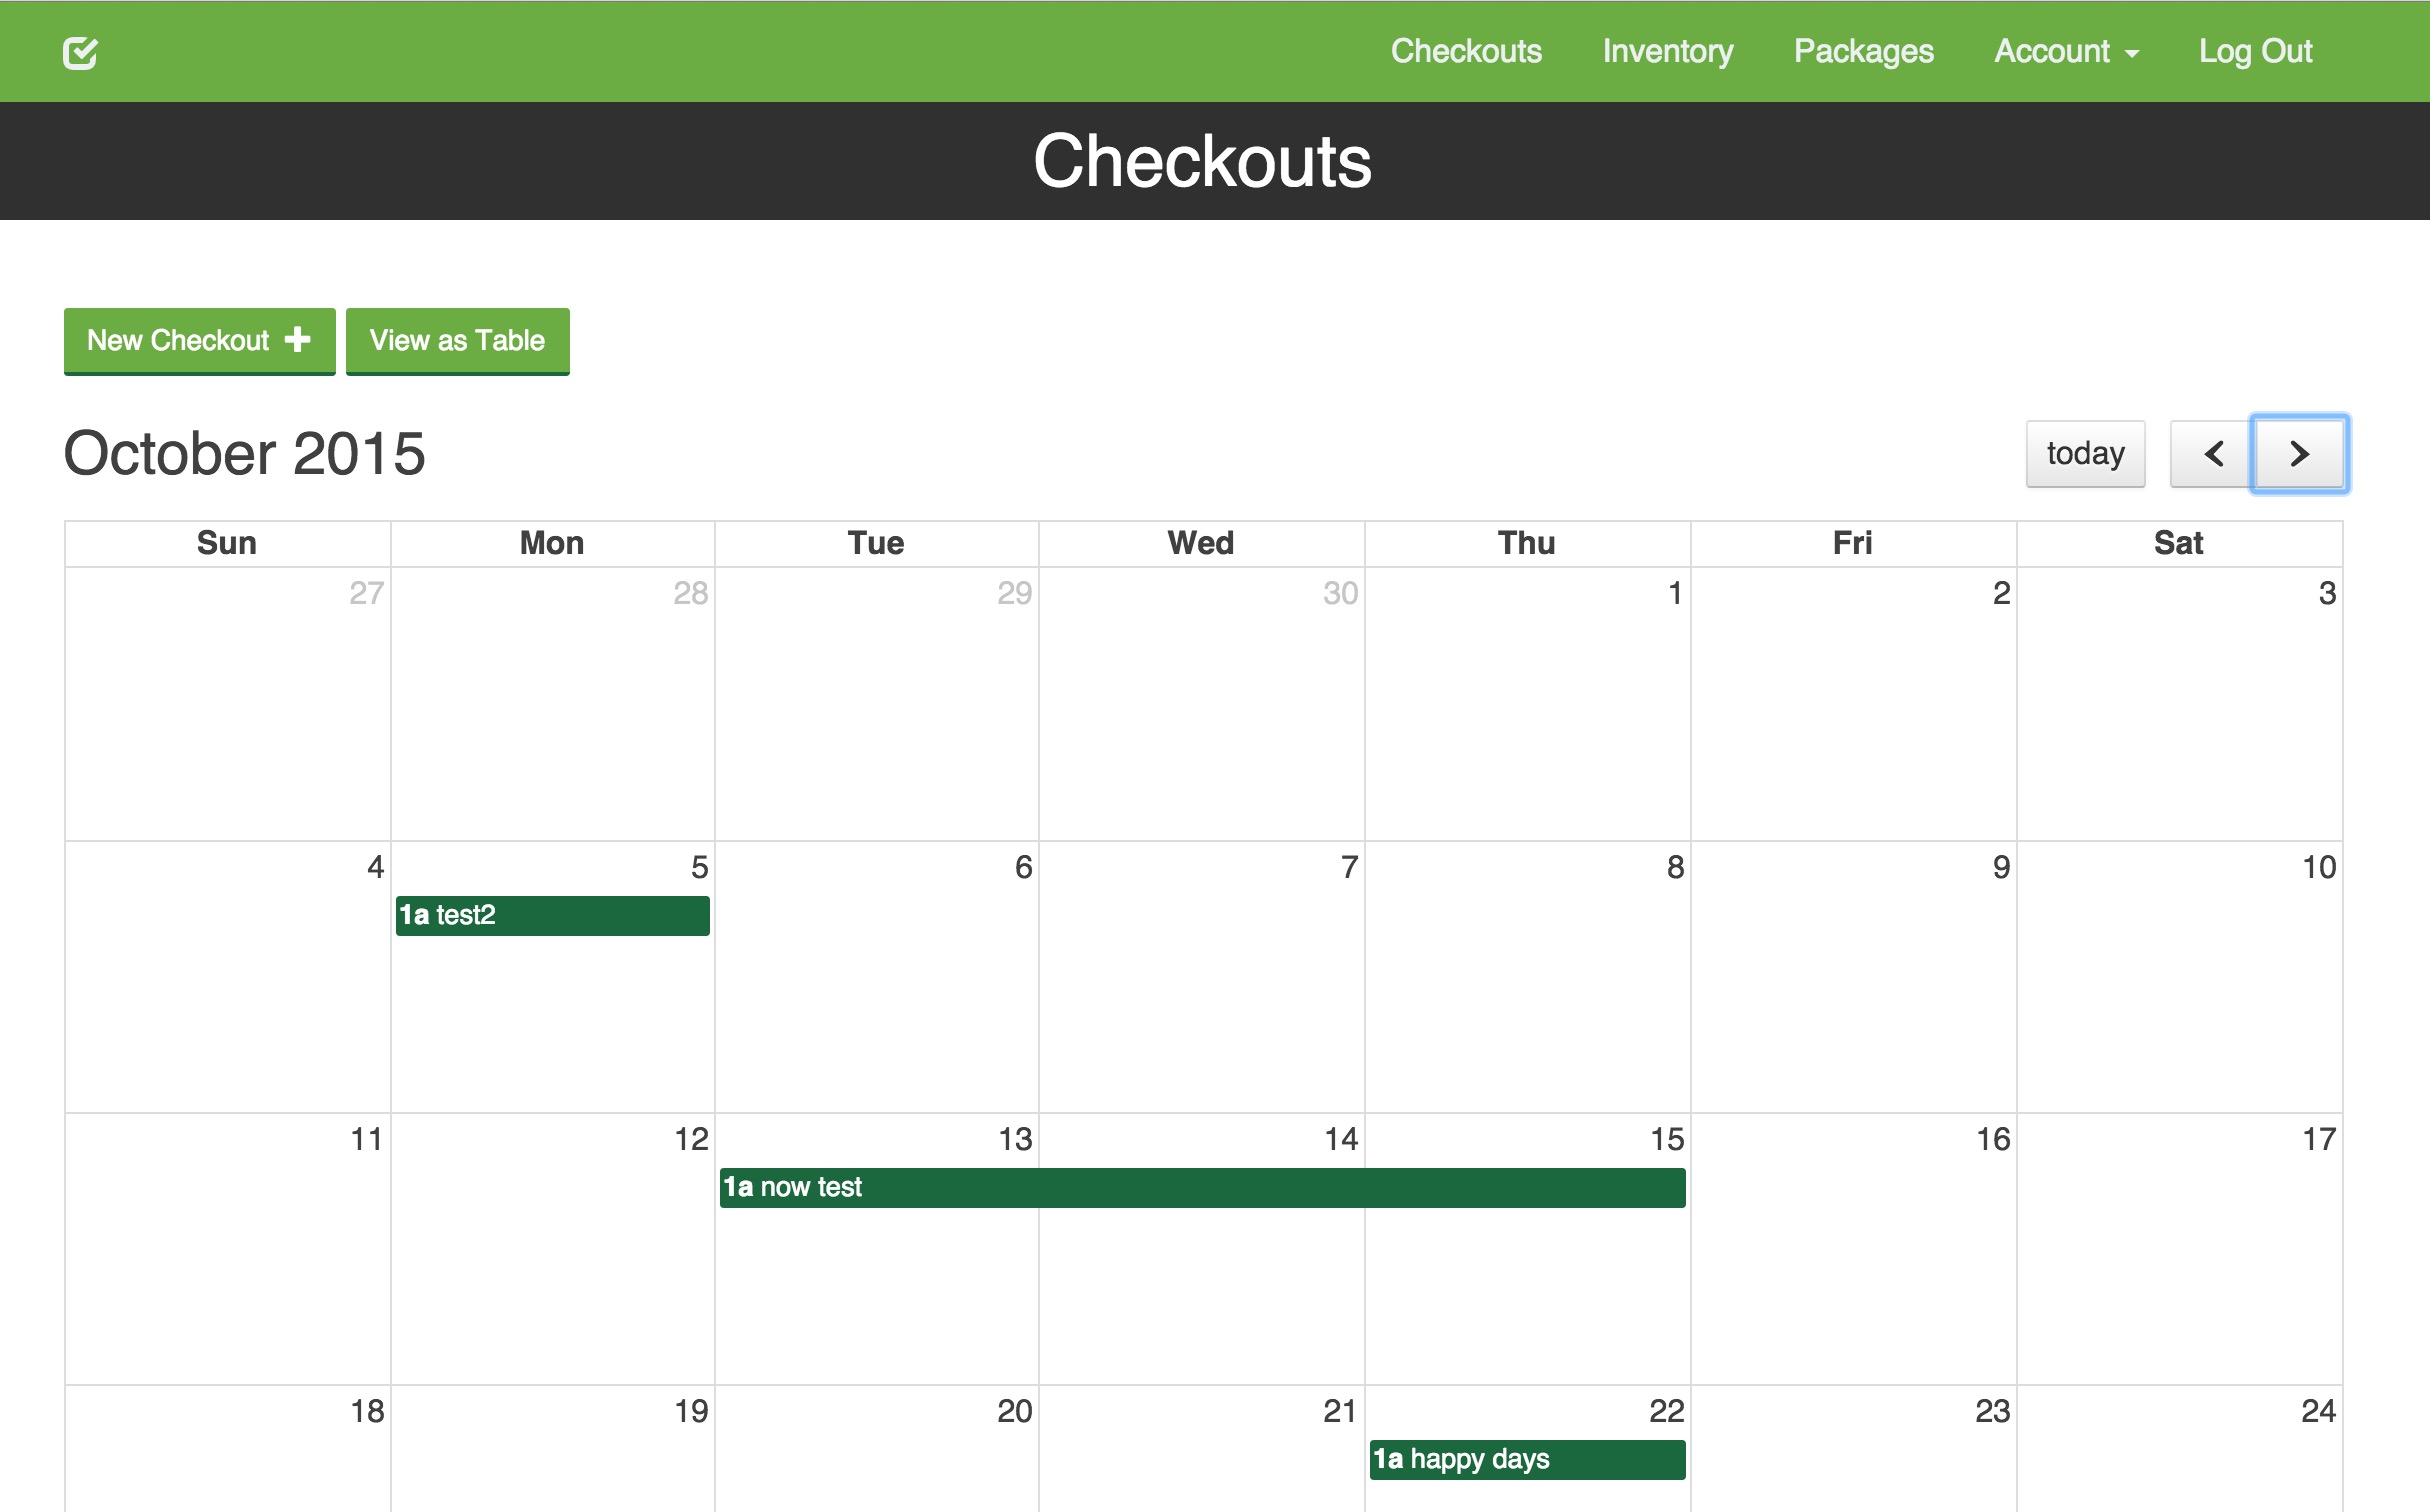 Checkouts Inventory Packages Account Log Out
Checkouts
New Checkout View as Table
October 2015
today
Sun Mon Tue Wed Thu Fri Sat
27 28 29 30 1 2 3
4 5 6 7 8 9 10
1a test2
11 12 13 14 15 16 17
1a now test
18 19 20 21 22 23 24
1a happy days